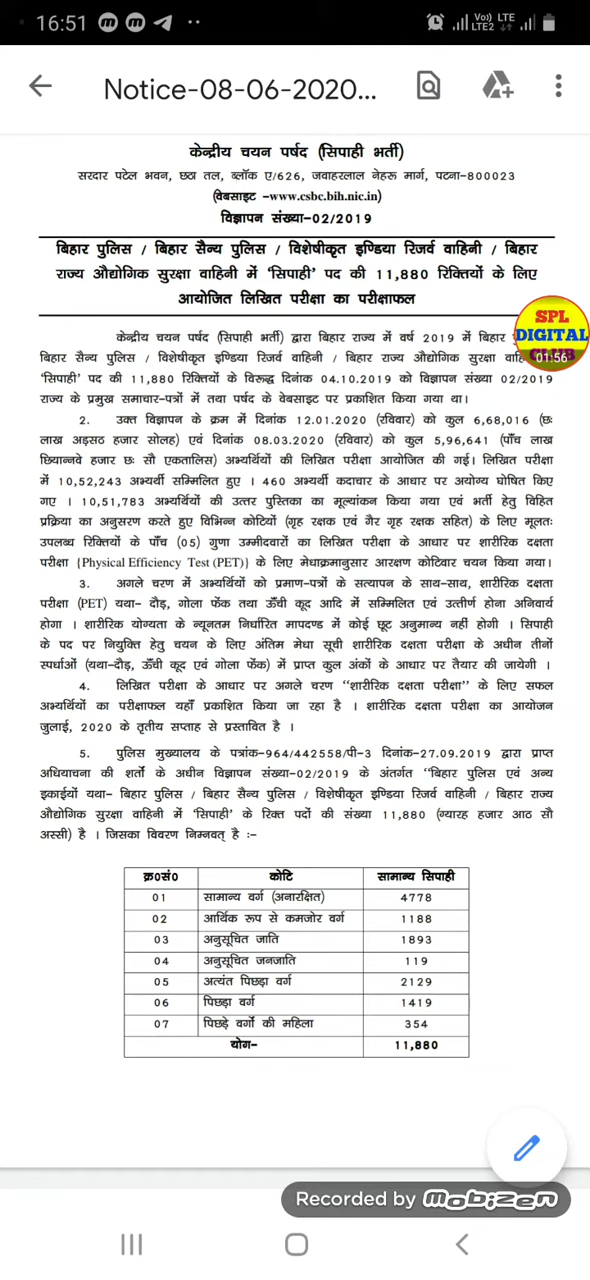 16:51
Vo)) LTE
LTE2
Notice-08-06-2020...
केन्द्रीय चयन पर्षद (सिपाही भर्ती)
सरदार पटेल भवन, छठा तल, ब्लॉक ए/626, जवाहरलाल नेहरू मार्ग, पटना-800023
(वेबसाइट -www.csbc.bih.nic.in)
विज्ञापन संख्या-02/2019
बिहार पुलिस / बिहार सैन्य पुलिस / विशेषीकृत इण्डिया रिजर्व वाहिनी / बिहार
राज्य औद्योगिक सुरक्षा वाहिनी में 'सिपाही' पद की 11,880 रिक्तियों के लिए
आयोजित लिखित परीक्षा का परीक्षाफल
SPL
DIGITAL
CLUB
01:56
केन्द्रीय चयन पर्षद (सिपाही भर्ती) द्वारा बिहार राज्य में वर्ष 2019 में बिहार
बिहार सैन्य पुलिस / विशेषीकृत इण्डिया रिजर्व वाहिनी / बिहार राज्य औद्योगिक सुरक्षा
'सिपाही' पद की 11,880 रिक्तियों के विरूद्ध दिनांक 04.10.2019 को विज्ञापन संख्या 02/2019
राज्य के प्रमुख समाचार-पत्रों में तथा पर्षद के वेबसाइट पर प्रकाशित किया गया था।
2. उक्त विज्ञापन के क्रम में दिनांक 12.01.2020 (रविवार) को कुल 6,68,016 (छः
लाख अड़सठ हजार सोलह) एवं दिनांक 08.03.2020 (रविवार) को कुल 5,96,641 (पाँच लाख
छियान्नवे हजार छः सौ एकतालिस) अभ्यर्थियों की लिखित परीक्षा आयोजित की गई। लिखित परीक्षा
में 10,52,243 अभ्यर्थी सम्मिलित हुए । 460 अभ्यर्थी कदाचार के आधार पर अयोग्य घोषित किए
गए । 10,51,783 अभ्यर्थियों की उत्तर पुस्तिका का मूल्यांकन किया गया एवं भर्ती हेतु विहित
प्रक्रिया का अनुसरण करते हुए विभिन्न कोटियों (गृह रक्षक एवं गैर गृह रक्षक सहित) के लिए मूलतः
उपलब्ध रिक्तियों के पाँच (05) गुणा उम्मीदवारों का लिखित परीक्षा के आधार पर शारीरिक दक्षता
परीक्षा {Physical Efficiency Test (PET)} के लिए मेधाक्रमानुसार आरक्षण कोटिवार चयन किया गया।
3. अगले चरण में अभ्यर्थियों को प्रमाण-पत्रों के सत्यापन के साथ-साथ, शारीरिक दक्षता
परीक्षा (PET) यथा- दौड़, गोला फेंक तथा ऊँची कूद आदि में सम्मिलित एवं उत्तीर्ण होना अनिवार्य
होगा । शारीरिक योग्यता के न्यूनतम निर्धारित मापदण्ड में कोई छूट अनुमान्य नहीं होगी । सिपाही
के पद पर नियुक्ति हेतु चयन के लिए अंतिम मेधा सूची शारीरिक दक्षता परीक्षा के अधीन तीनों
स्पर्धाओं (यथा-दौड़, ऊँची कूद एवं गोला फेंक) में प्राप्त कुल अंकों के आधार पर तैयार की जायेगी ।
4. लिखित परीक्षा के आधार पर अगले चरण "शारीरिक दक्षता परीक्षा" के लिए सफल
अभ्यर्थियों का परीक्षाफल यहाँ प्रकाशित किया जा रहा है । शारीरिक दक्षता परीक्षा का आयोजन
जुलाई, 2020 के तृतीय सप्ताह से प्रस्तावित है ।
5. पुलिस मुख्यालय के पत्रांक-964/442558/पी-3 दिनांक-27.09.2019 द्वारा प्राप्त
अधियाचना की शर्तों के अधीन विज्ञापन संख्या-02/2019 के अंतर्गत "बिहार पुलिस एवं अन्य
इकाईयों यथा- बिहार पुलिस / बिहार सैन्य पुलिस / विशेषीकृत इण्डिया रिजर्व वाहिनी / बिहार राज्य
औद्योगिक सुरक्षा वाहिनी में 'सिपाही' के रिक्त पदों की संख्या 11,880 (ग्यारह हजार आठ सौ
अस्सी) है । जिसका विवरण निम्नवत् है :-
क्र0सं0 कोटि सामान्य सिपाही
01 सामान्य वर्ग (अनारक्षित) 4778
02 आर्थिक रूप से कमजोर वर्ग 1188
03 अनुसूचित जाति 1893
04 अनुसूचित जनजाति 119
05 अत्यंत पिछड़ा वर्ग 2129
06 पिछड़ा वर्ग 1419
07 पिछड़े वर्गों की महिला 354
योग- 11,880
Recorded by mobizen